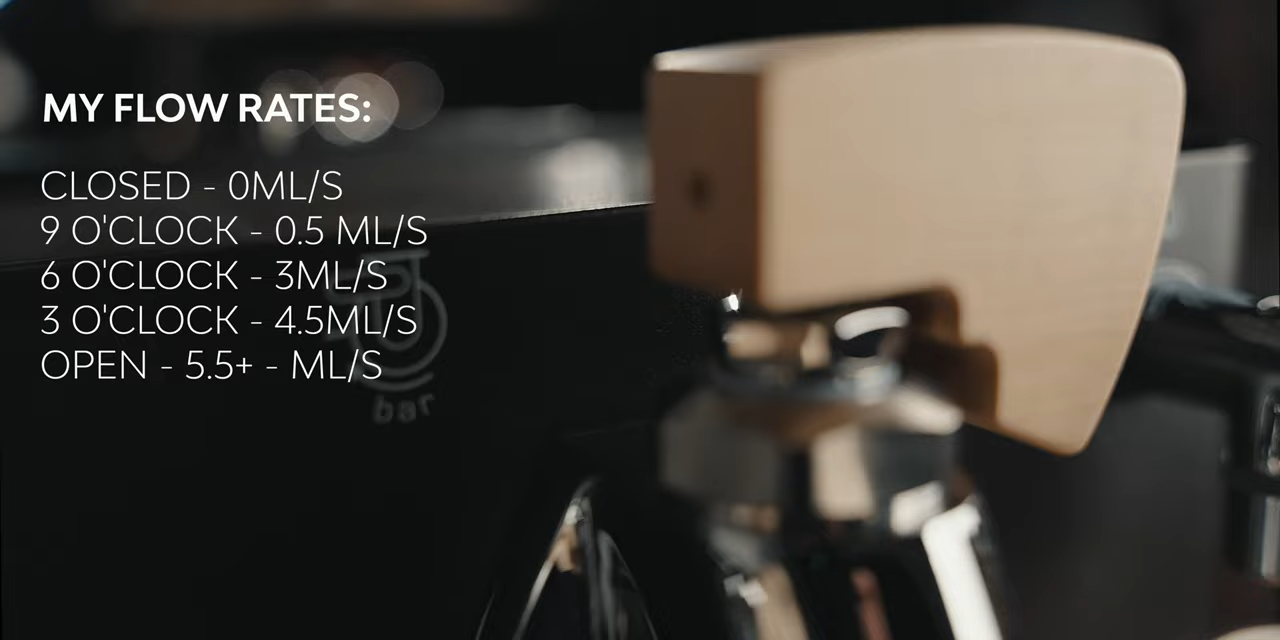 MY FLOW RATES:
CLOSED - 0ML/S
9 O'CLOCK - 0.5 ML/S
6 O'CLOCK - 3ML/S
3 O'CLOCK - 4.5ML/S
OPEN - 5.5+ - ML/S
bar